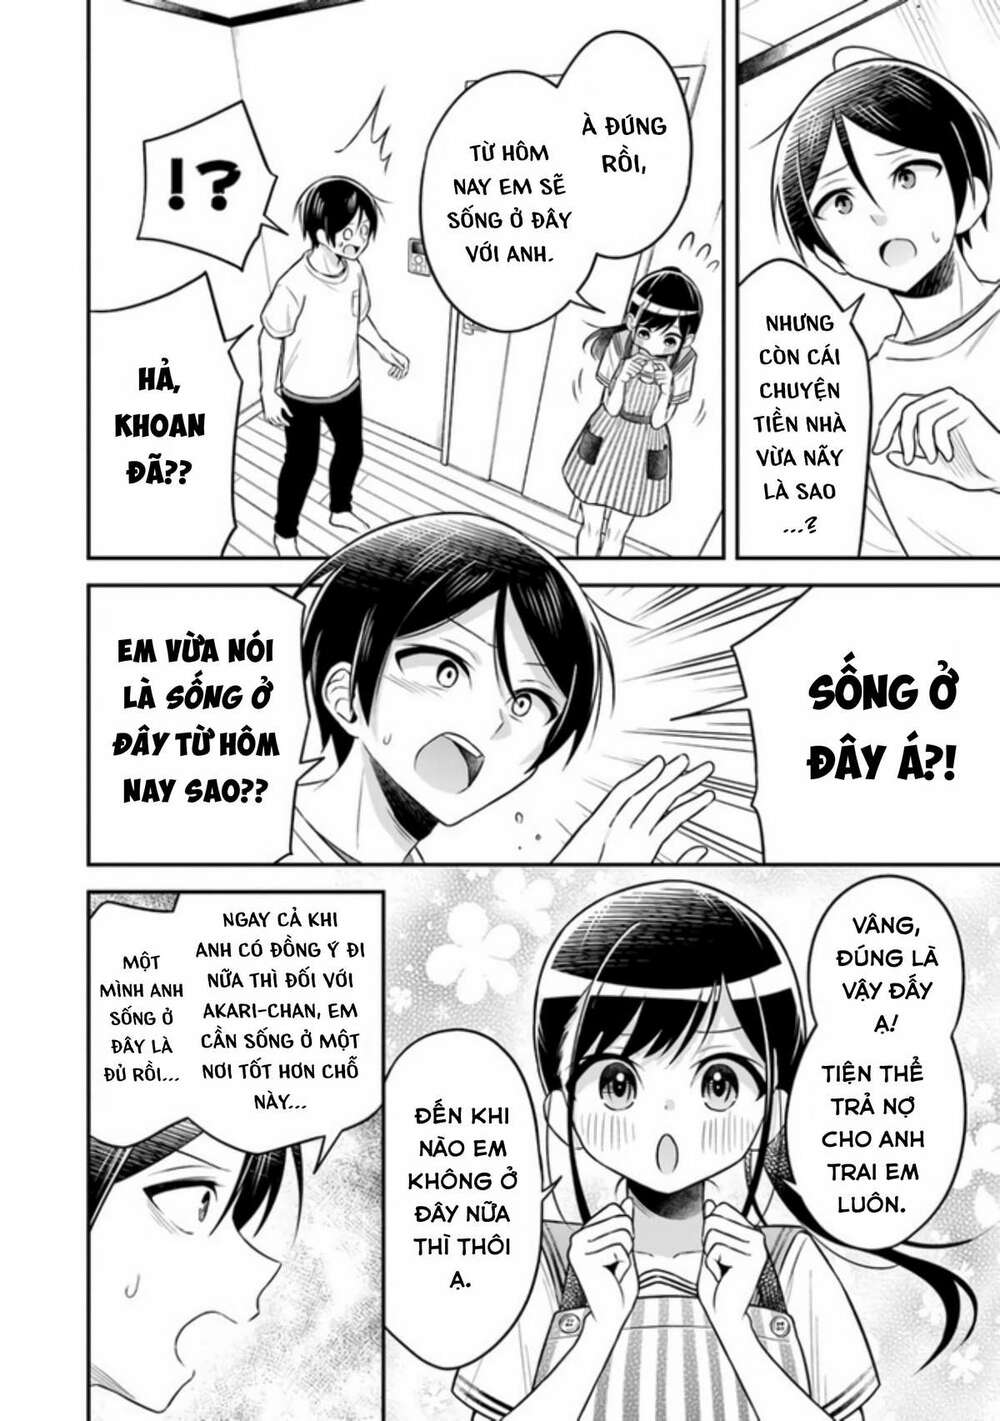 NHƯNG
CÒN CÁI
CHUYỆN
TIỀN NHÀ
VỪA NÃY
LÀ SAO
...?
À ĐÚNG
RỒI,
TỪ HÔM
NAY EM SẼ
SỐNG Ở ĐÂY
VỚI ANH.
!?
HẢ,
KHOAN
ĐÃ??
SỐNG Ở
ĐÂY Á?!
EM VỪA NÓI
LÀ SỐNG Ở
ĐÂY TỪ HÔM
NAY SAO??
VÂNG,
ĐÚNG LÀ
VẬY ĐẤY
Ạ!
TIỆN THỂ
TRẢ NỢ
CHO ANH
TRAI EM
LUÔN.
ĐẾN KHI
NÀO EM
KHÔNG Ở
ĐÂY NỮA
THÌ THÔI
Ạ.
NGAY CẢ KHI
ANH CÓ ĐỒNG Ý ĐI
NỮA THÌ ĐỐI VỚI
AKARI-CHAN, EM
CẦN SỐNG Ở MỘT
NƠI TỐT HƠN CHỖ
NÀY...
MỘT
MÌNH ANH
SỐNG Ở
ĐÂY LÀ
ĐỦ RỒI...